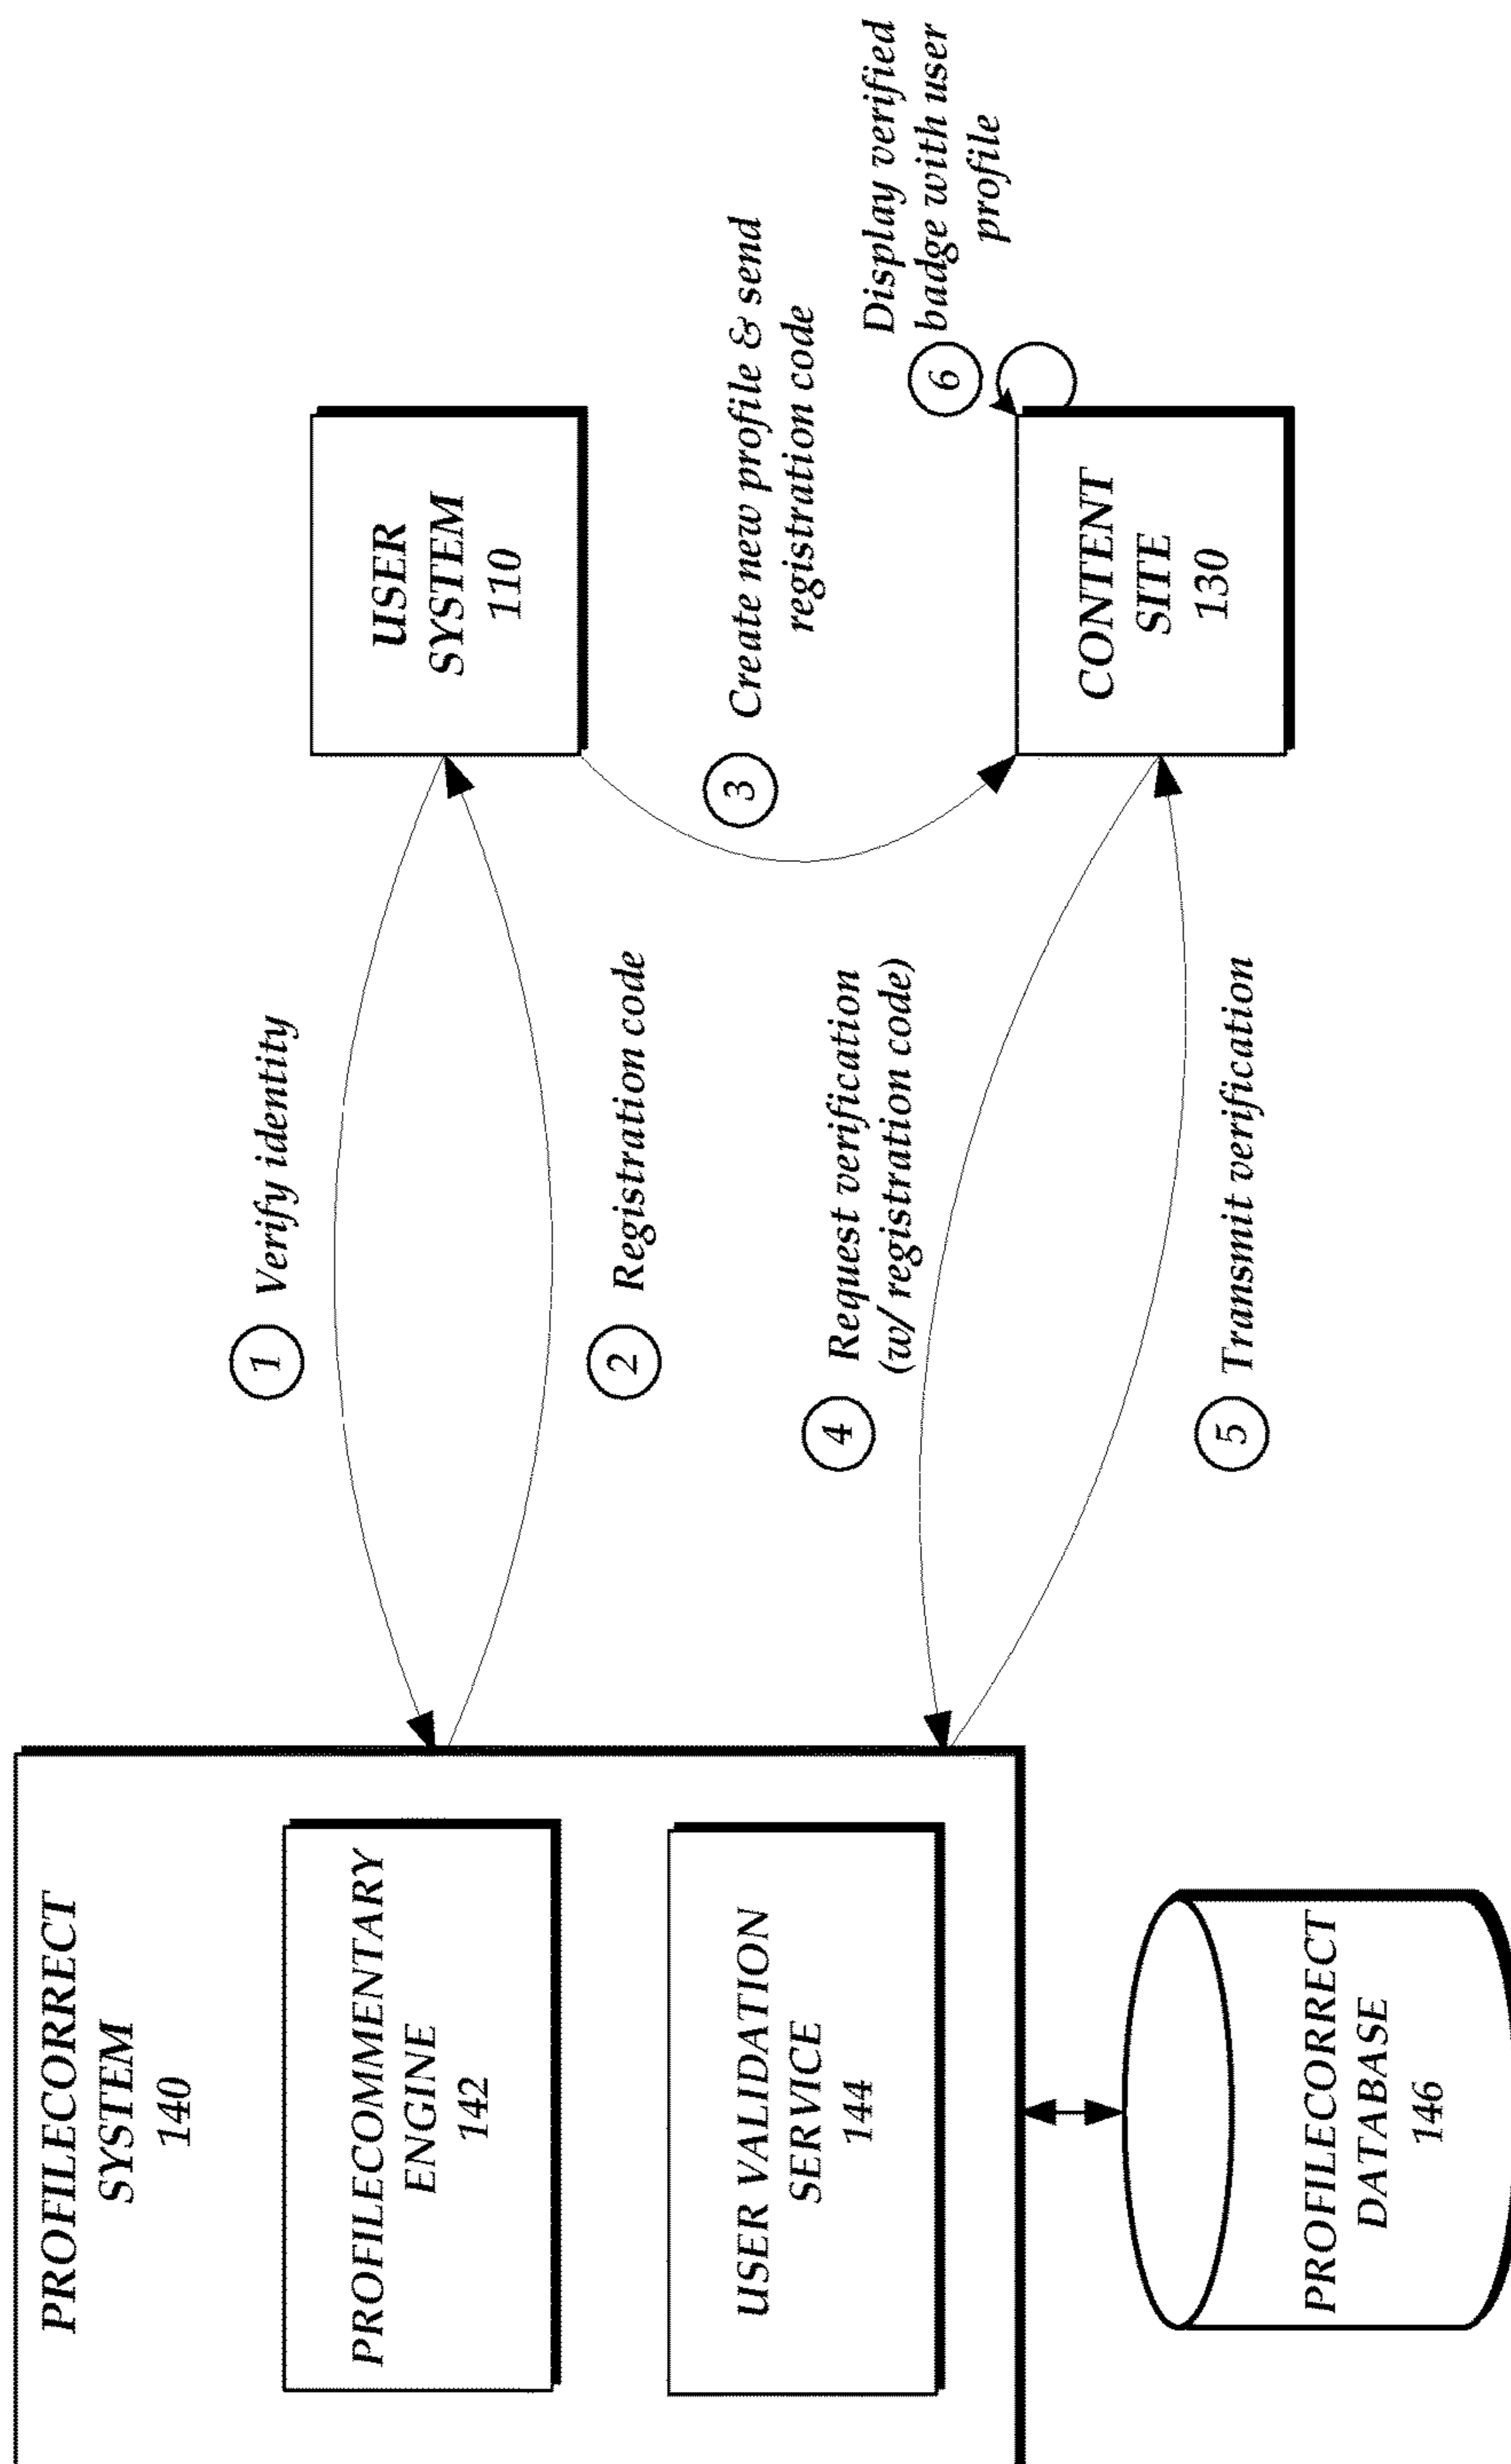 PROFILECORRECT
SYSTEM
140
PROFILECOMMENTARY
ENGINE
142
USER VALIDATION
SERVICE
144
PROFILECORRECT
DATABASE
146
1
Verify identity
2
Registration code
4
Request verification
(w/ registration code)
5
Transmit verification
USER
SYSTEM
110
3
Create new profile & send
registration code
CONTENT
SITE
130
6
Display verified
badge with user
profile